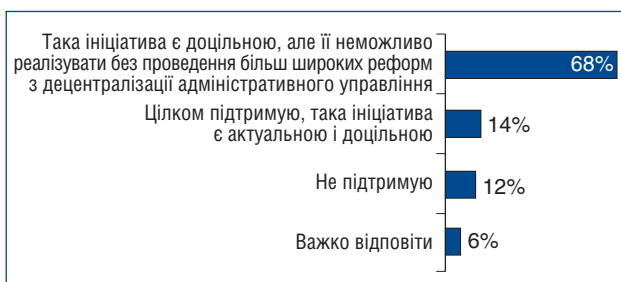 Така ініціатива є доцільною, але її неможливо
реалізувати без проведення більш широких реформ
з децентралізації адміністративного управління
68%
Цілком підтримую, така ініціатива
є актуальною і доцільною
14%
Не підтримую
12%
Важко відповіти
6%